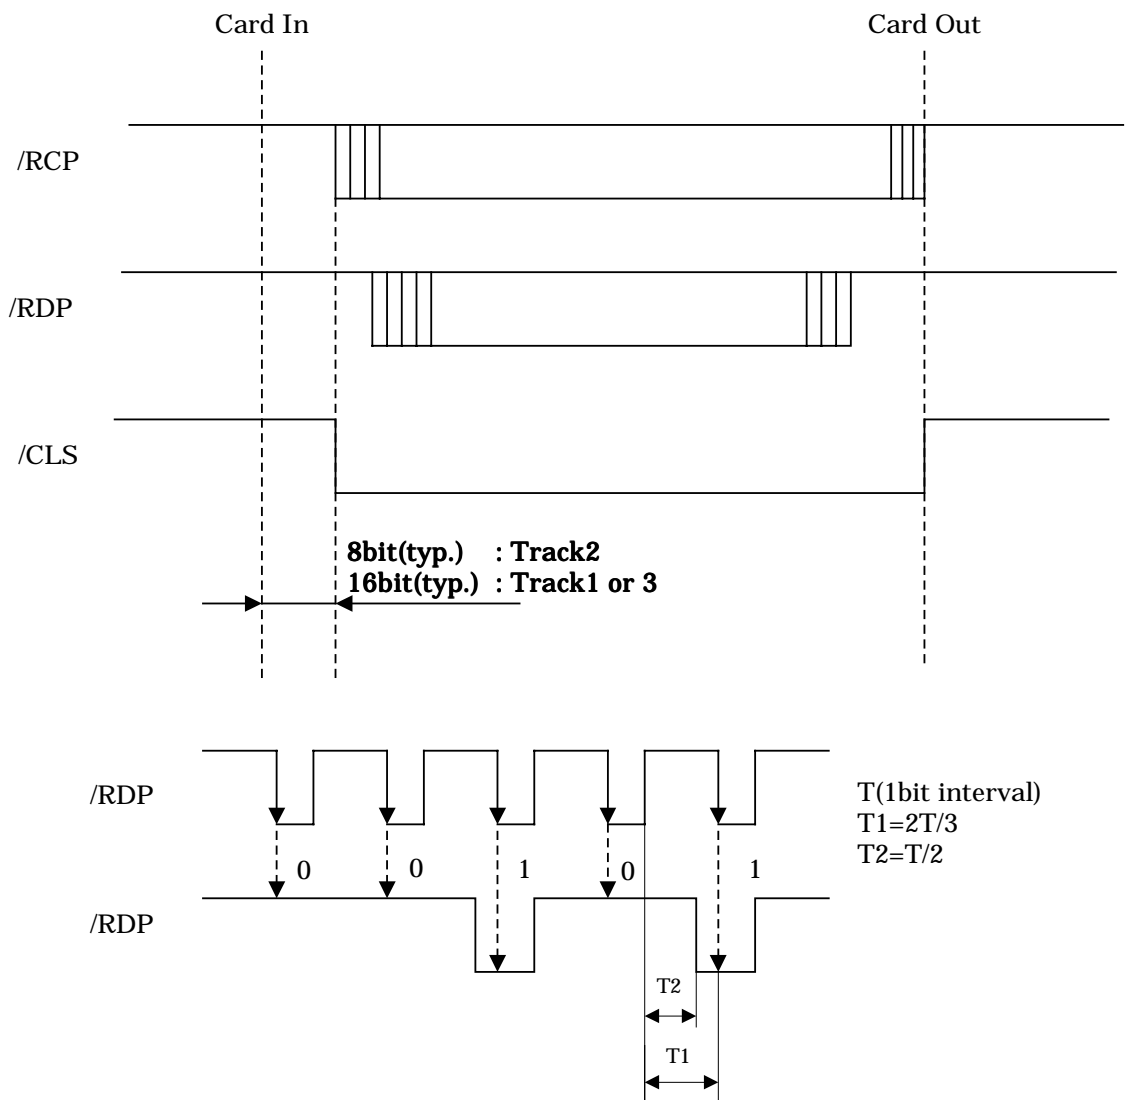 Card In
Card Out
/RCP
/RDP
/CLS
8bit(typ.) : Track2
16bit(typ.) : Track1 or 3
/RDP
T(1bit interval)
T1=2T/3
T2=T/2
0 0 1 0 1
/RDP
T2
T1